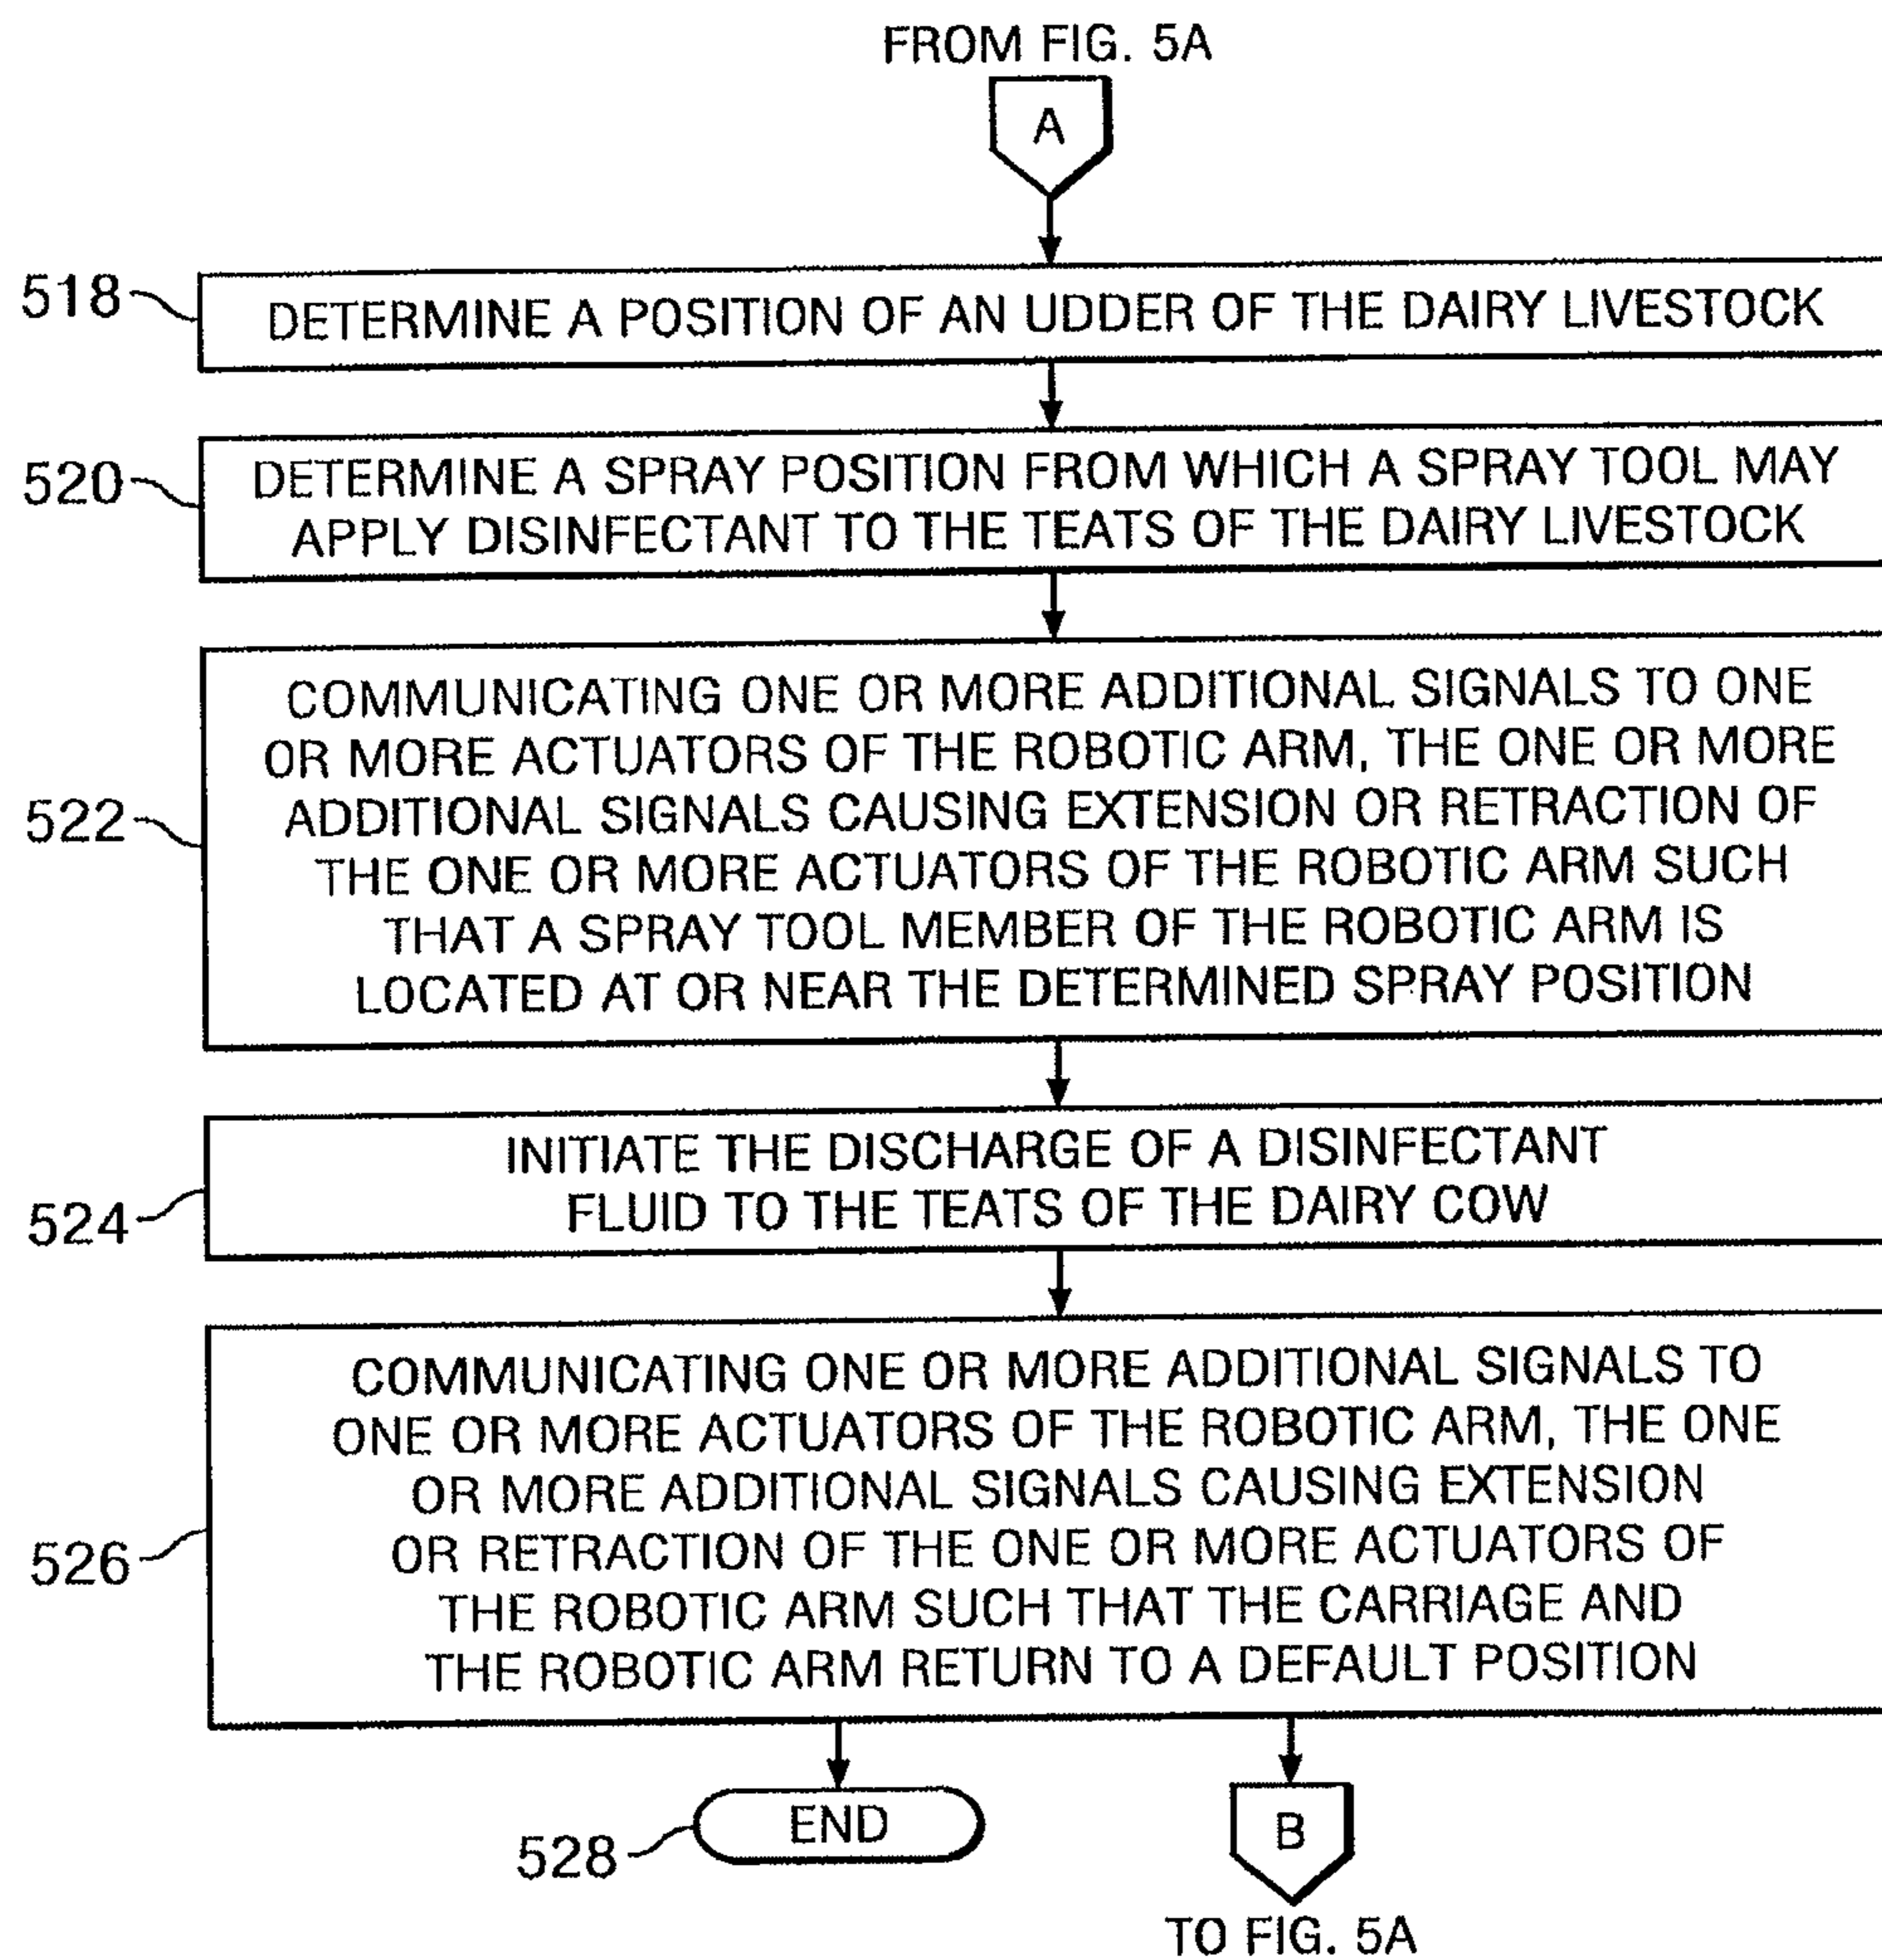 FROM FIG. 5A
A
518
DETERMINE A POSITION OF AN UDDER OF THE DAIRY LIVESTOCK
520
DETERMINE A SPRAY POSITION FROM WHICH A SPRAY TOOL MAY
APPLY DISINFECTANT TO THE TEATS OF THE DAIRY LIVESTOCK
522
COMMUNICATING ONE OR MORE ADDITIONAL SIGNALS TO ONE
OR MORE ACTUATORS OF THE ROBOTIC ARM, THE ONE OR MORE
ADDITIONAL SIGNALS CAUSING EXTENSION OR RETRACTION OF
THE ONE OR MORE ACTUATORS OF THE ROBOTIC ARM SUCH
THAT A SPRAY TOOL MEMBER OF THE ROBOTIC ARM IS
LOCATED AT OR NEAR THE DETERMINED SPRAY POSITION
524
INITIATE THE DISCHARGE OF A DISINFECTANT
FLUID TO THE TEATS OF THE DAIRY COW
526
COMMUNICATING ONE OR MORE ADDITIONAL SIGNALS TO
ONE OR MORE ACTUATORS OF THE ROBOTIC ARM, THE ONE
OR MORE ADDITIONAL SIGNALS CAUSING EXTENSION
OR RETRACTION OF THE ONE OR MORE ACTUATORS OF
THE ROBOTIC ARM SUCH THAT THE CARRIAGE AND
THE ROBOTIC ARM RETURN TO A DEFAULT POSITION
528
END
B
TO FIG. 5A